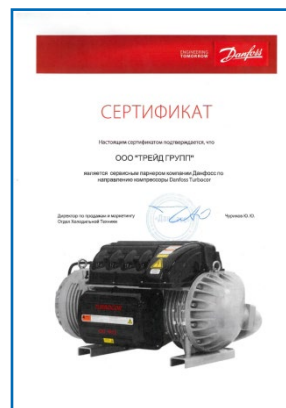 ENGINEERING
TOMORROW
Danfoss
СЕРТИФИКАТ
Настоящим сертификатом подтверждается, что
ООО "ТРЕЙД ГРУПП"
является сервисным парнером компании Данфосс по
направлению компрессоры Danfoss Turbocor
Директор по продажам и маркетингу
Отдел Холодильной Техники